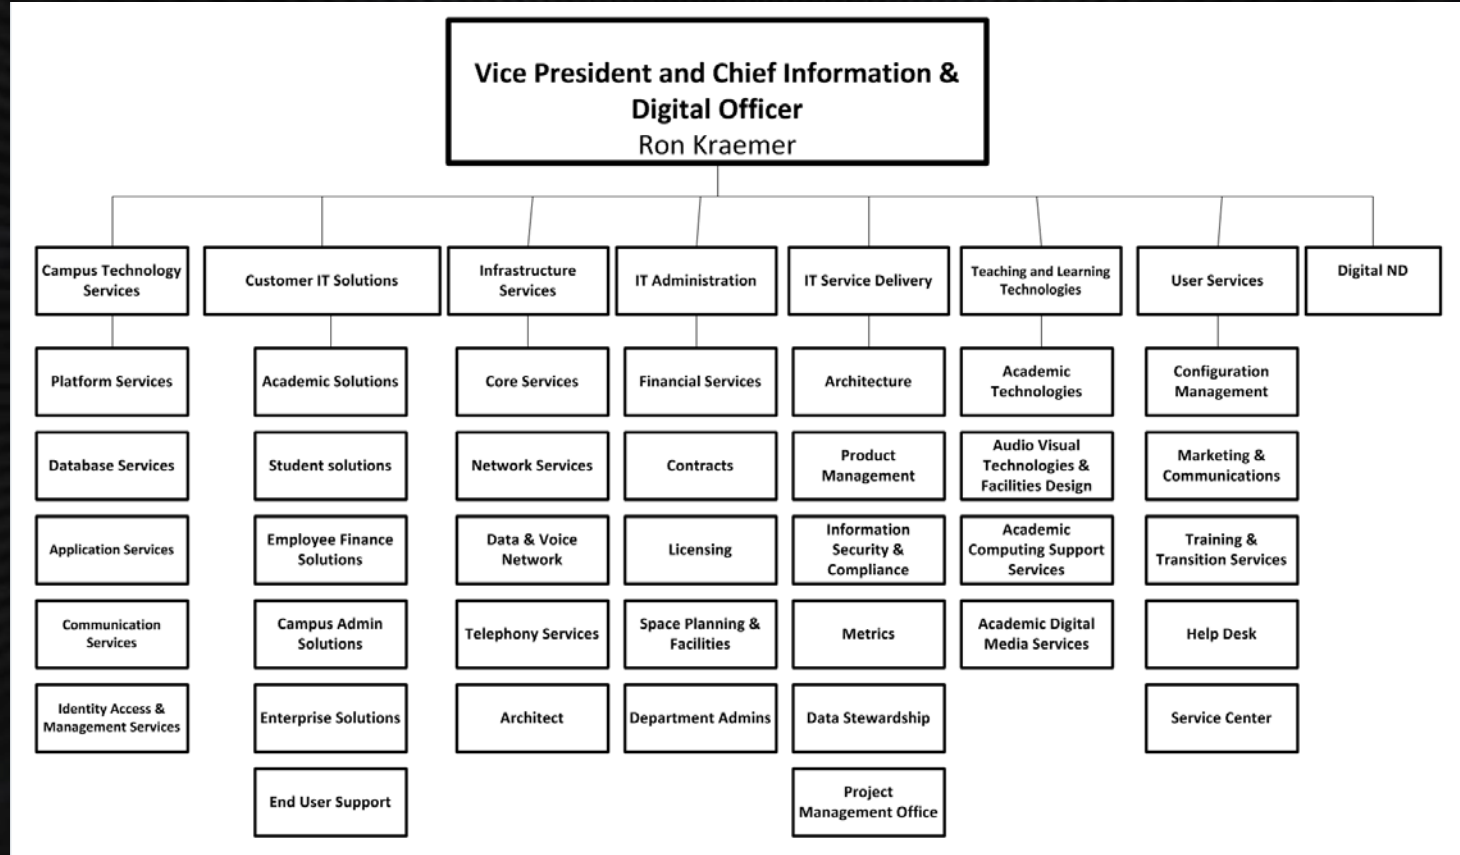 Vice President and Chief Information &
Digital Officer
Ron Kraemer
Campus Technology
Services
Customer IT Solutions
Infrastructure
Services
IT Administration
IT Service Delivery
Teaching and Learning
Technologies
User Services
Digital ND
Platform Services
Database Services
Application Services
Communication
Services
Identity Access &
Management Services
Academic Solutions
Student solutions
Employee Finance
Solutions
Campus Admin
Solutions
Enterprise Solutions
End User Support
Core Services
Network Services
Data & Voice
Network
Telephony Services
Architect
Financial Services
Contracts
Licensing
Space Planning &
Facilities
Department Admins
Architecture
Product
Management
Information
Security &
Compliance
Metrics
Data Stewardship
Project
Management Office
Academic
Technologies
Audio Visual
Technologies &
Facilities Design
Academic
Computing Support
Services
Academic Digital
Media Services
Configuration
Management
Marketing &
Communications
Training &
Transition Services
Help Desk
Service Center